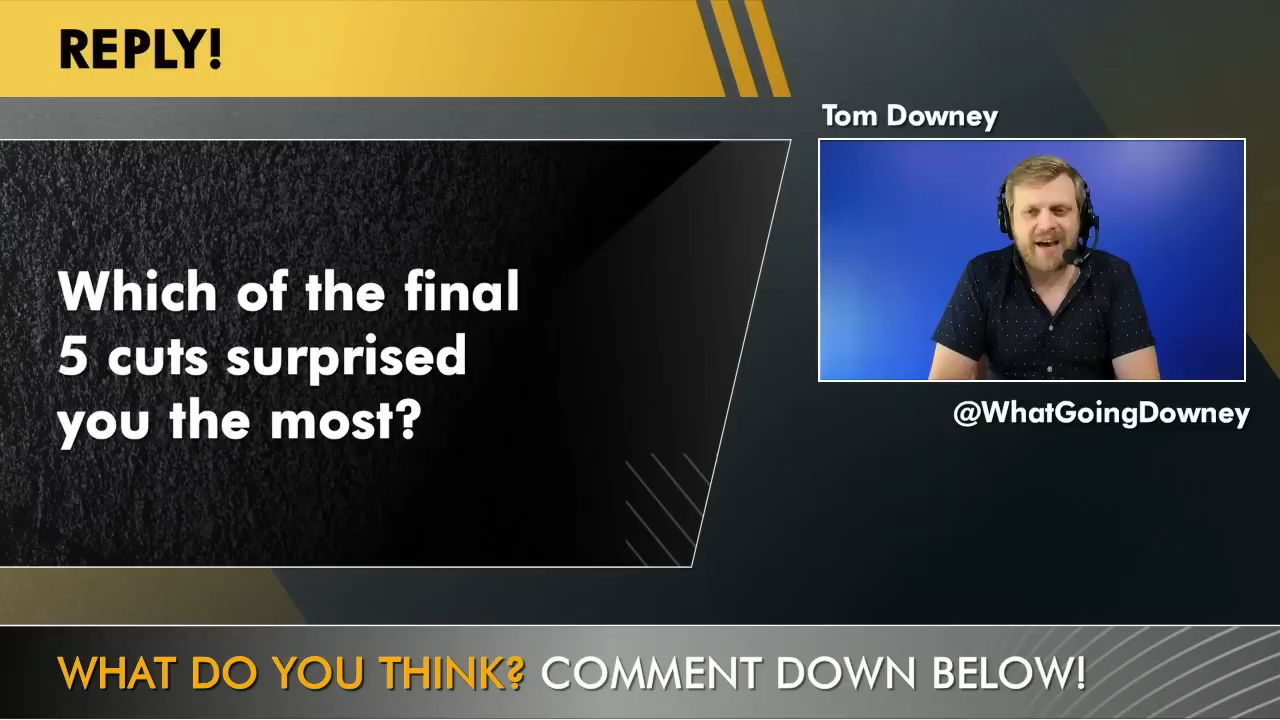 REPLY!
Tom Downey
Which of the final
5 cuts surprised
you the most?
@WhatGoingDowney
WHAT DO YOU THINK? COMMENT DOWN BELOW!